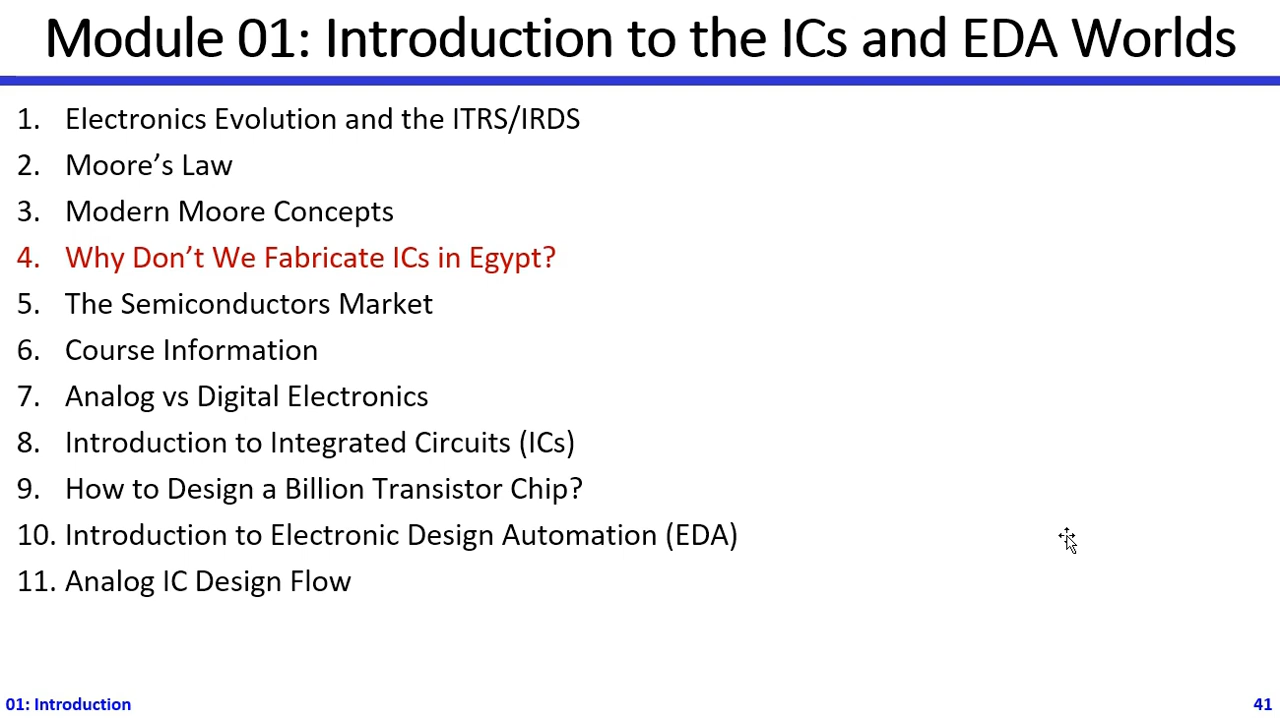 Module 01: Introduction to the ICs and EDA Worlds
1. Electronics Evolution and the ITRS/IRDS
2. Moore’s Law
3. Modern Moore Concepts
4. Why Don’t We Fabricate ICs in Egypt?
5. The Semiconductors Market
6. Course Information
7. Analog vs Digital Electronics
8. Introduction to Integrated Circuits (ICs)
9. How to Design a Billion Transistor Chip?
10. Introduction to Electronic Design Automation (EDA)
11. Analog IC Design Flow
01: Introduction
41